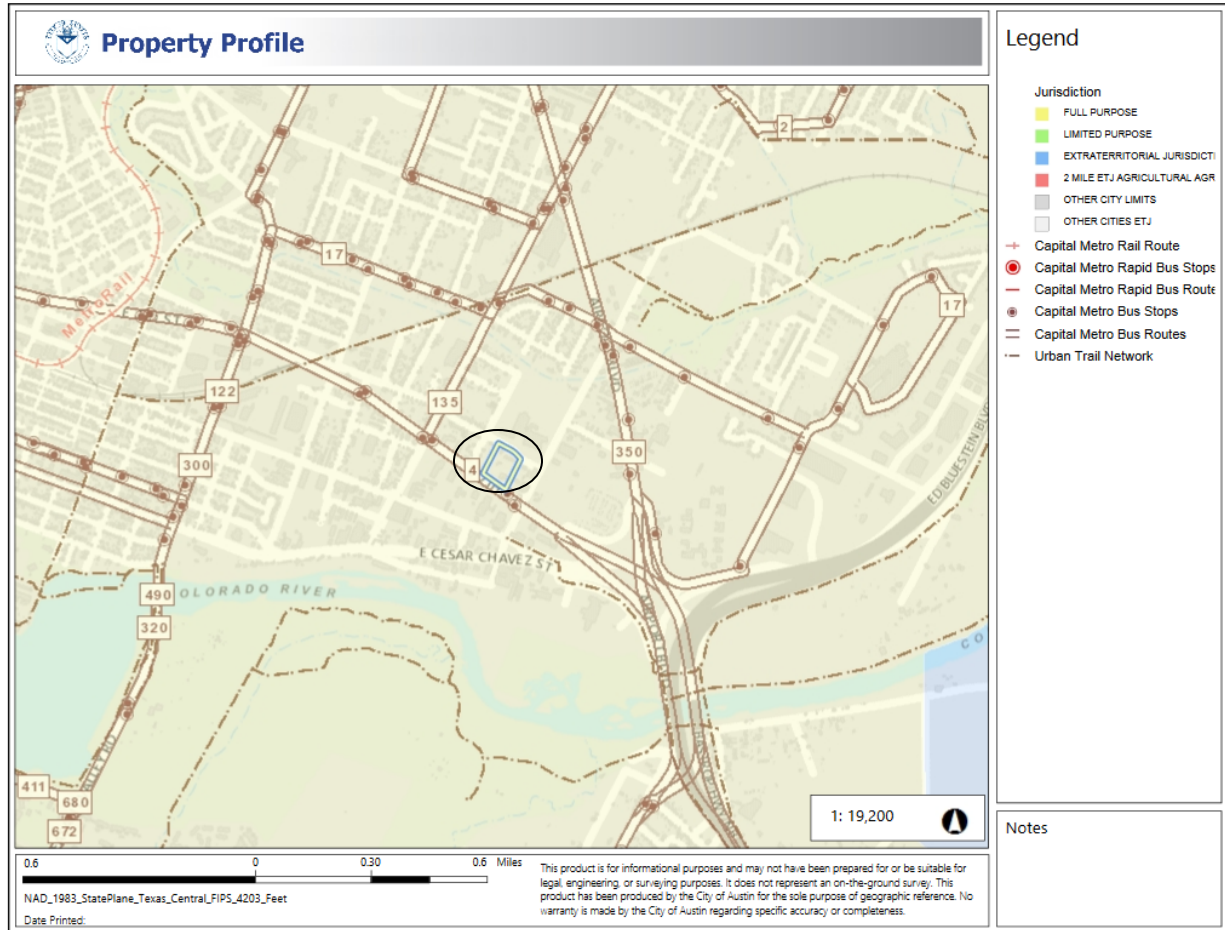 Property Profile
Legend
Jurisdiction
FULL PURPOSE
LIMITED PURPOSE
EXTRATERRITORIAL JURISDICTI
2 MILE ETJ AGRICULTURAL AGR
OTHER CITY LIMITS
OTHER CITIES ETJ
Capital Metro Rail Route
Capital Metro Rapid Bus Stops
Capital Metro Rapid Bus Route
Capital Metro Bus Stops
Capital Metro Bus Routes
Urban Trail Network
2
17
MetroRail
17
122
135
AIRPORT BLVD
300
4
350
ED BLUESTEIN BLV
E CESAR CHAVEZ ST
490
OLORADO RIVER
320
AIRPORT BLVD
CO
411
680
672
1: 19,200
Notes
0.6
0
0.30
0.6 Miles
NAD_1983_StatePlane_Texas_Central_FIPS_4203_Feet
Date Printed:
This product is for informational purposes and may not have been prepared for or be suitable for
legal, engineering, or surveying purposes. It does not represent an on-the-ground survey. This
product has been produced by the City of Austin for the sole purpose of geographic reference. No
warranty is made by the City of Austin regarding specific accuracy or completeness.